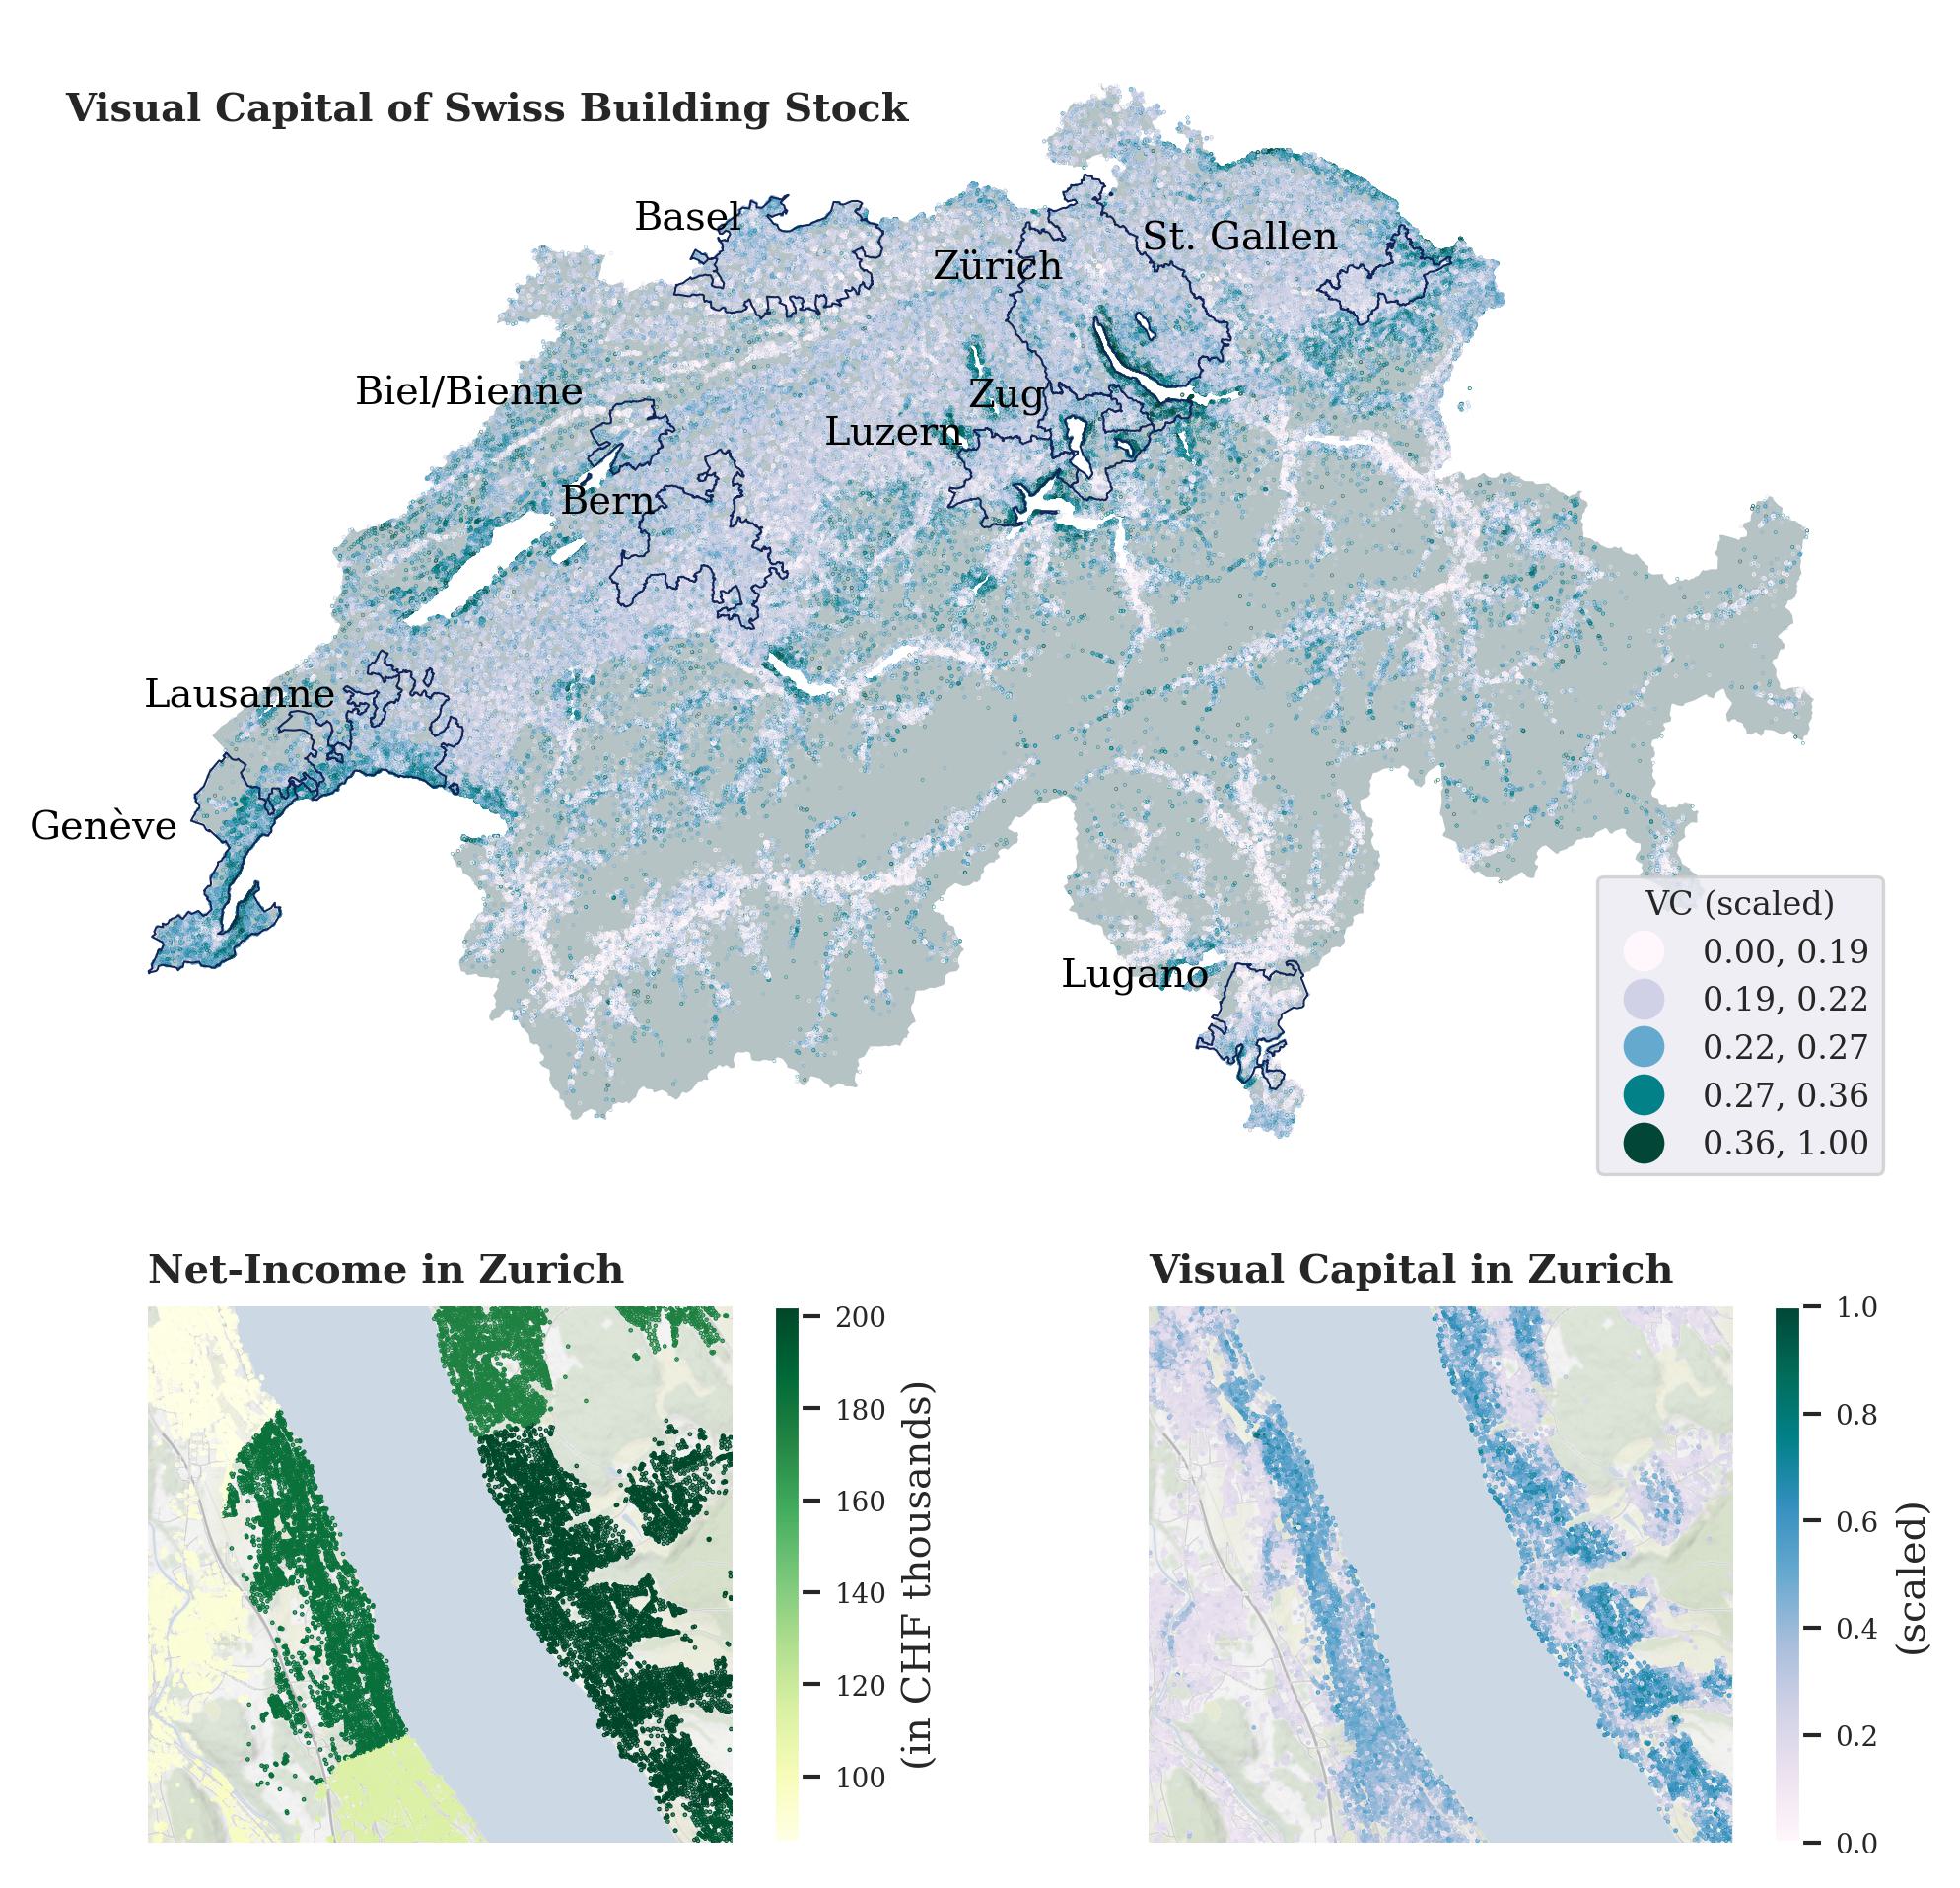 Visual Capital of Swiss Building Stock
Basel
St. Gallen
Zürich
Biel/Bienne
Zug
Luzern
Bern
Lausanne
Genève
Lugano
VC (scaled)
0.00, 0.19
0.19, 0.22
0.22, 0.27
0.27, 0.36
0.36, 1.00
Net-Income in Zurich
200
180
160
140
120
100
(in CHF thousands)
Visual Capital in Zurich
1.0
0.8
0.6
0.4
0.2
0.0
(scaled)